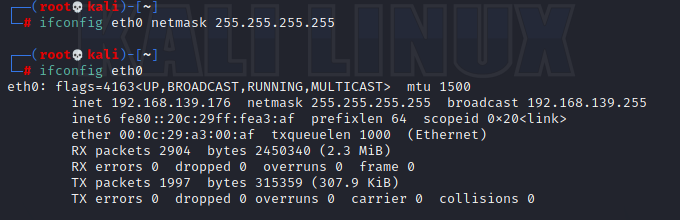 ┌──(root💀kali)-[~]
└─# ifconfig eth0 netmask 255.255.255.255
KALI LINUX
┌──(root💀kali)-[~]
└─# ifconfig eth0
eth0: flags=4163<UP,BROADCAST,RUNNING,MULTICAST>  mtu 1500
        inet 192.168.139.176  netmask 255.255.255.255  broadcast 192.168.139.255
        inet6 fe80::20c:29ff:fea3:af  prefixlen 64  scopeid 0×20<link>
        ether 00:0c:29:a3:00:af  txqueuelen 1000  (Ethernet)
        RX packets 2904  bytes 2450340 (2.3 MiB)
        RX errors 0  dropped 0  overruns 0  frame 0
        TX packets 1997  bytes 315359 (307.9 KiB)
        TX errors 0  dropped 0 overruns 0  carrier 0  collisions 0